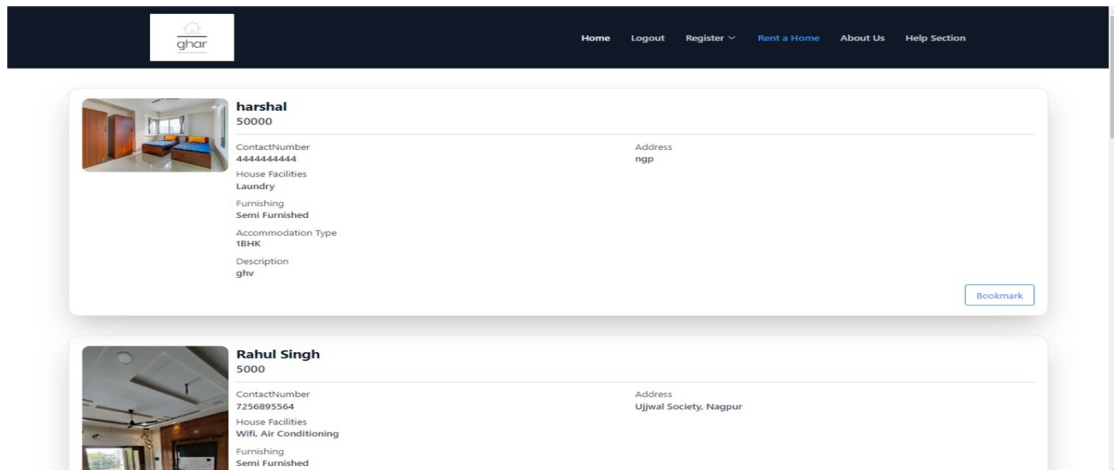 ghar
Home Logout Register Rent a Home About Us Help Section
harshal
50000
ContactNumber Address
4444444444 ngp
House Facilities
Laundry
Furnishing
Semi Furnished
Accommodation Type
1BHK
Description
ghv
Bookmark
Rahul Singh
5000
ContactNumber Address
7256895564 Ujjwal Society, Nagpur
House Facilities
Wifi, Air Conditioning
Furnishing
Semi Furnished